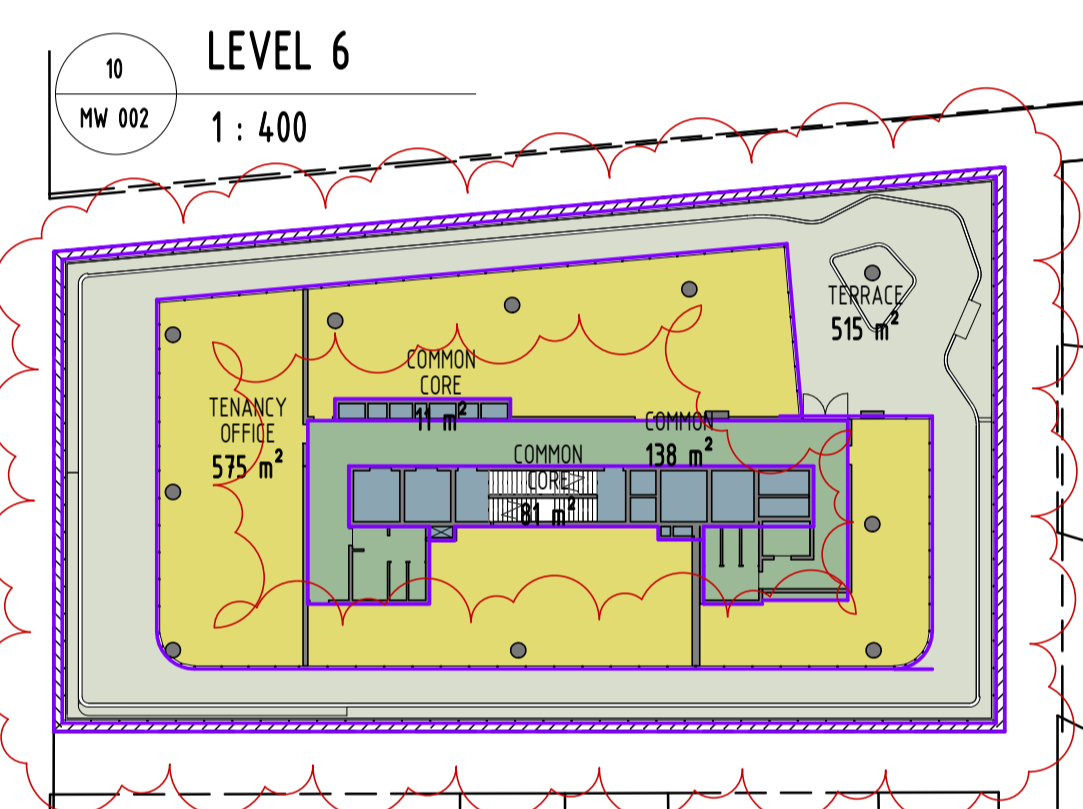 10
MW 002
LEVEL 6
1 : 400
TERRACE
515 m²
COMMON
CORE
11 m²
TENANCY
OFFICE
575 m²
COMMON
138 m²
COMMON
CORE
81 m²